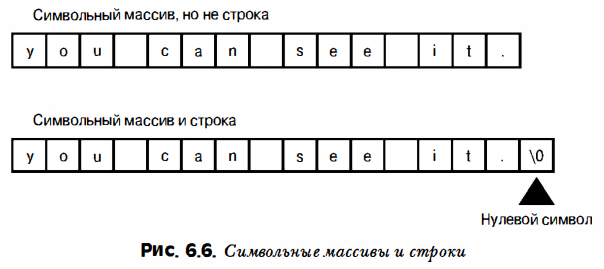 Символьный массив, но не строка
y o u c a n s e e i t .
Символьный массив и строка
y o u c a n s e e i t . \0
Нулевой символ
Рис. 6.6. Символьные массивы и строки